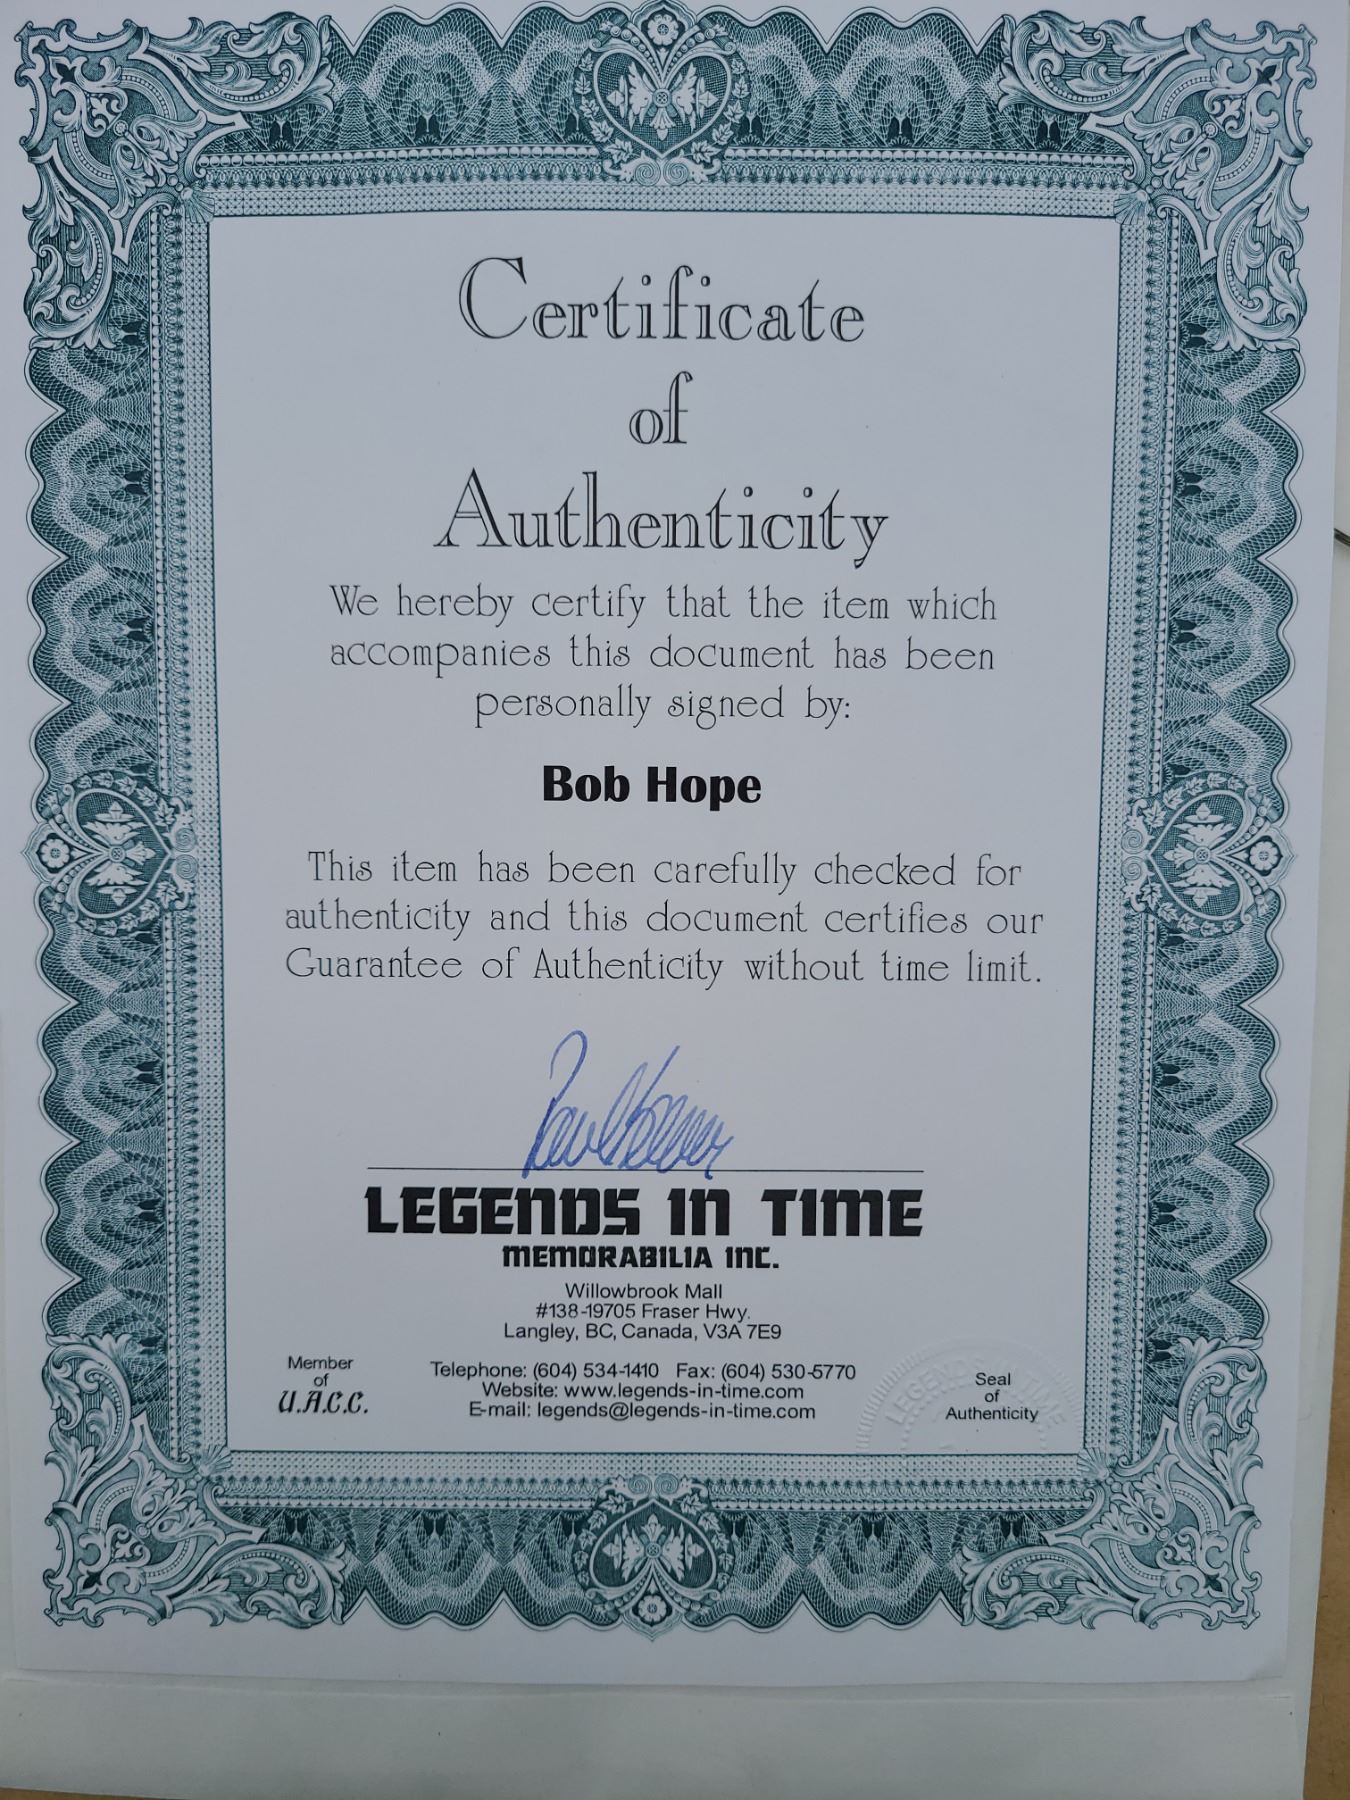 Certificate
of
Authenticity
We hereby certify that the item which
accompanies this document has been
personally signed by:
Bob Hope
This item has been carefully checked for
authenticity and this document certifies our
Guarantee of Authenticity without time limit.
LEGENDS IN TIME
MEMORABILIA INC.
Willowbrook Mall
#138-19705 Fraser Hwy.
Langley, BC, Canada, V3A 7E9
Member
of
U.A.C.C.
Telephone: (604) 534-1410 Fax: (604) 530-5770
Website: www.legends-in-time.com
E-mail: legends@legends-in-time.com
Seal
of
Authenticity
LEGENDS IN TIME